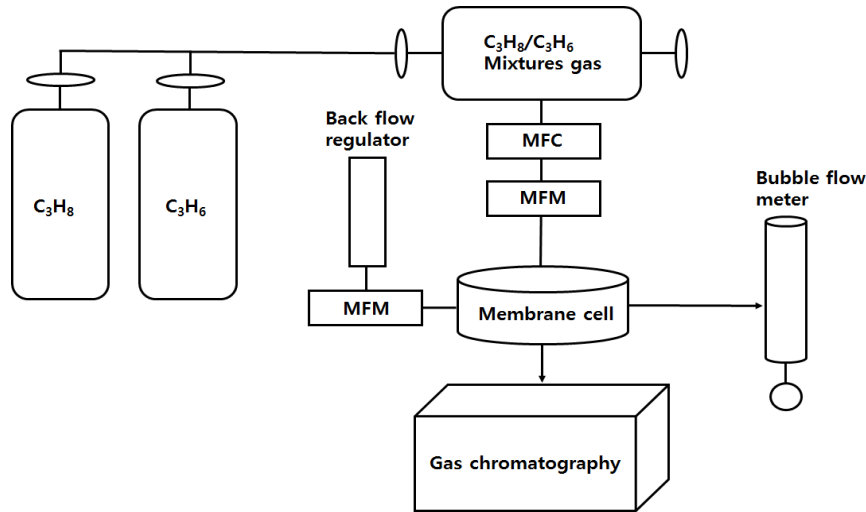 C₃H₈/C₃H₆
Mixtures gas
Back flow
regulator
MFC
Bubble flow
meter
C₃H₈
C₃H₆
MFM
MFM
Membrane cell
Gas chromatography